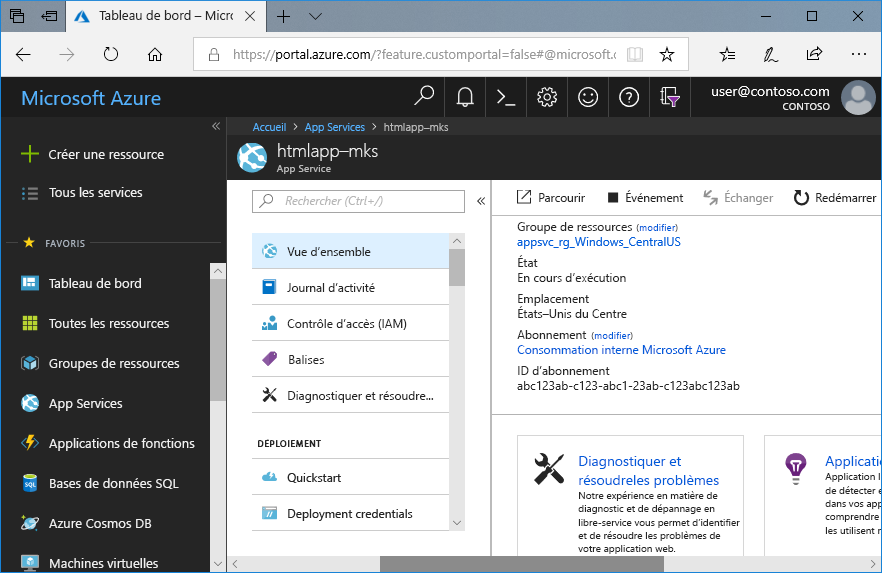 Tableau de bord – Micr
https://portal.azure.com/?feature.customportal=false#@microsoft.c
Microsoft Azure
user@contoso.com
CONTOSO
Accueil > App Services > htmlapp–mks
htmlapp–mks
App Service
Créer une ressource
Tous les services
FAVORIS
Tableau de bord
Toutes les ressources
Groupes de ressources
App Services
Applications de fonctions
Bases de données SQL
Azure Cosmos DB
Machines virtuelles
Rechercher (Ctrl+/)
Vue d’ensemble
Journal d’activité
Contrôle d’accès (IAM)
Balises
Diagnostiquer et résoudre...
DÉPLOIEMENT
Quickstart
Deployment credentials
Parcourir Événement Échanger Redémarrer
Groupe de ressources (modifier)
appsvc_rg_Windows_CentralUS
État
En cours d’exécution
Emplacement
États–Unis du Centre
Abonnement (modifier)
Consommation interne Microsoft Azure
ID d’abonnement
abc123ab-c123-abc1-23ab-c123abc123ab
Diagnostiquer et
résoudreles problèmes
Notre expérience en matière de
diagnostic et de dépannage en
libre-service vous permet d’identifier
et de résoudre les problèmes de
votre application web.
Applicatio
Application I
de détecter e
dans vos app
comprendre
les utilisent r